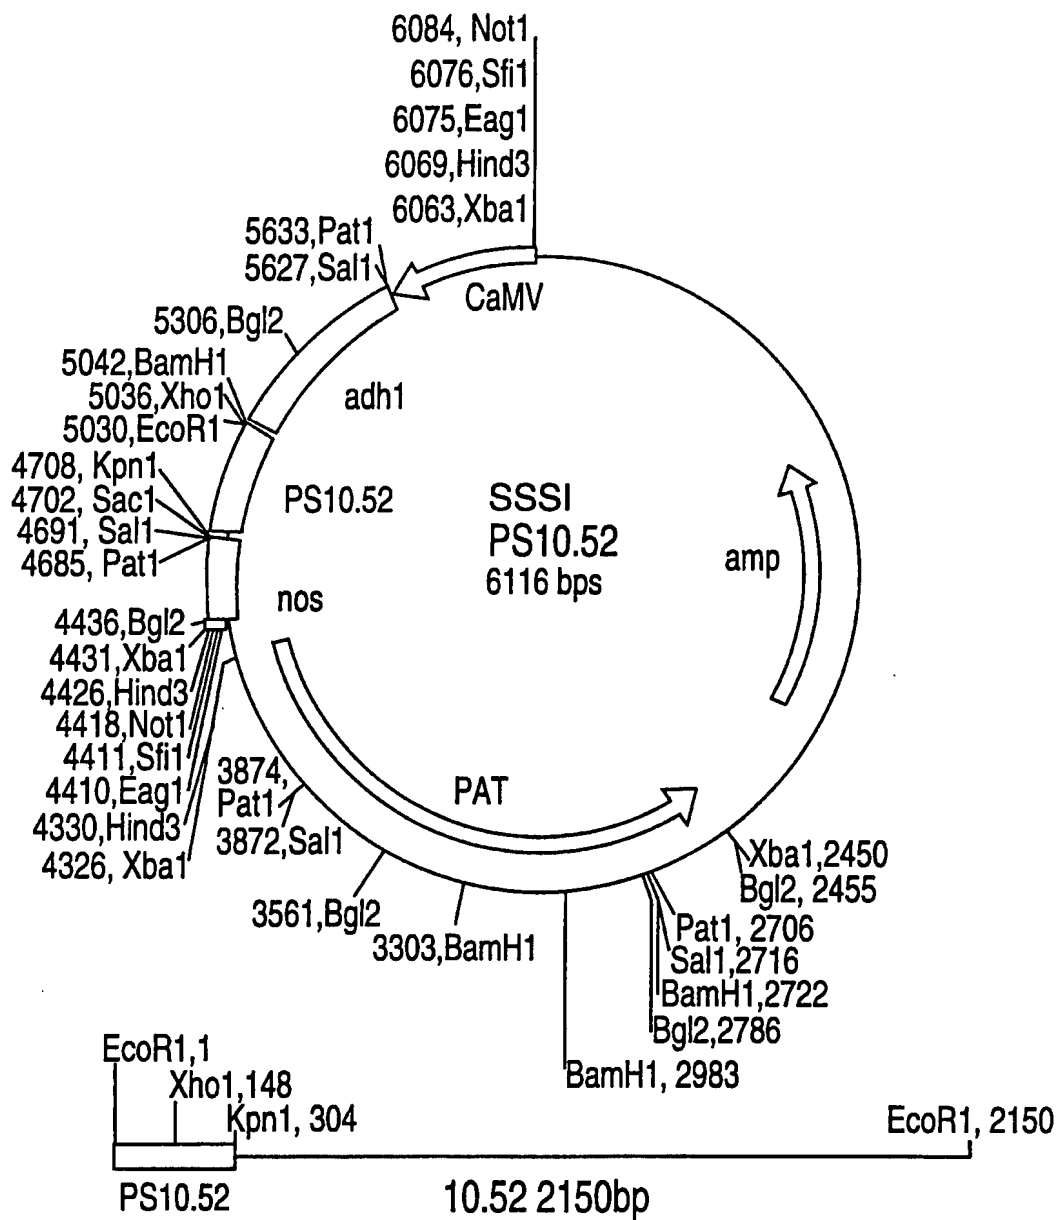 6084, Not1
6076,Sfi1
6075,Eag1
6069,Hind3
6063,Xba1
5633,Pat1
5627,Sal1
CaMV
5306,Bgl2
5042,BamH1
5036,Xho1
5030,EcoR1
adh1
4708, Kpn1
4702, Sac1
4691, Sal1
4685, Pat1
PS10.52
SSSI
PS10.52
6116 bps
amp
nos
4436,Bgl2
4431,Xba1
4426,Hind3
4418,Not1
4411,Sfi1
4410,Eag1
4330,Hind3
4326, Xba1
3874,
Pat1
3872,Sal1
PAT
3561,Bgl2
3303,BamH1
Xba1,2450
Bgl2, 2455
Pat1, 2706
Sal1,2716
BamH1,2722
Bgl2,2786
BamH1, 2983
EcoR1,1
Xho1,148
Kpn1, 304
EcoR1, 2150
PS10.52
10.52 2150bp